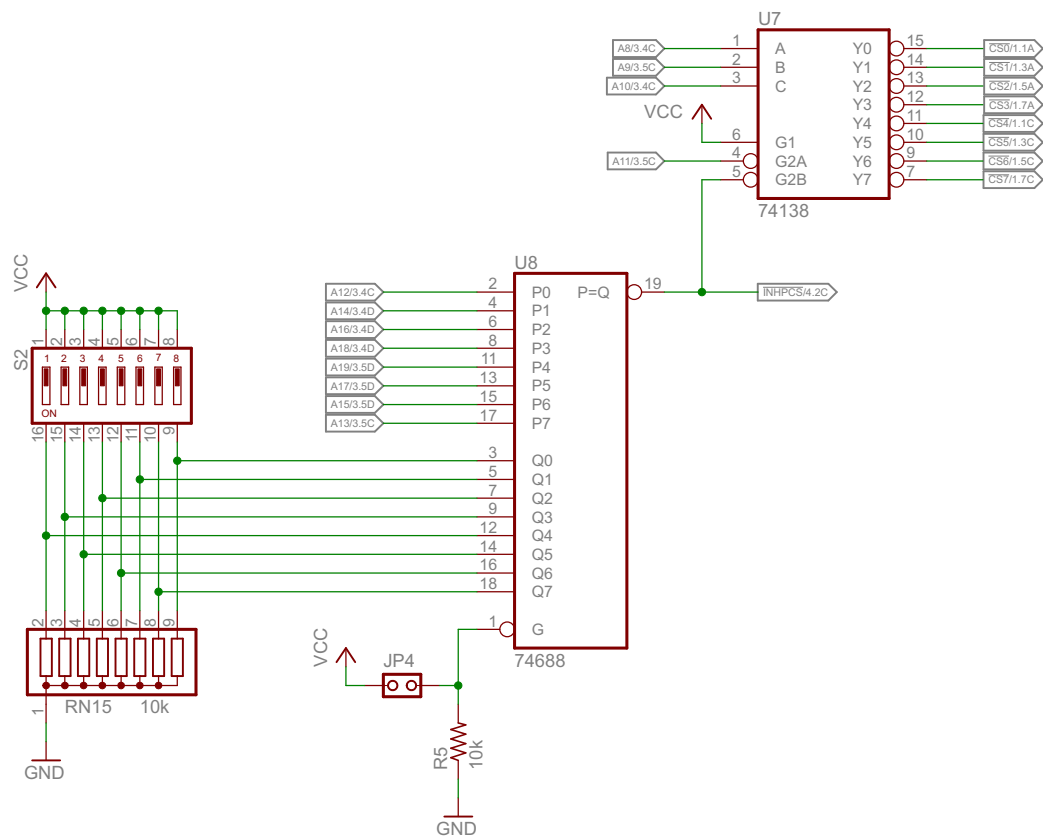 U7
A8/3.4C 1 A Y0 15 CS0/1.1A
A9/3.5C 2 B Y1 14 CS1/1.3A
A10/3.4C 3 C Y2 13 CS2/1.5A
Y3 12 CS3/1.7A
VCC Y4 11 CS4/1.1C
6 G1 Y5 10 CS5/1.3C
A11/3.5C 4 G2A Y6 9 CS6/1.5C
5 G2B Y7 7 CS7/1.7C
74138
U8
A12/3.4C 2 P0 P=Q 19 INHPCS/4.2C
A14/3.4D 4 P1
A16/3.4D 6 P2
A18/3.4D 8 P3
A19/3.5D 11 P4
A17/3.5D 13 P5
A15/3.5D 15 P6
A13/3.5C 17 P7
3 Q0
5 Q1
7 Q2
9 Q3
12 Q4
14 Q5
16 Q6
18 Q7
1 G
74688
VCC
1 2 3 4 5 6 7 8
S2
1 2 3 4 5 6 7 8
ON
16 15 14 13 12 11 10 9
2 3 4 5 6 7 8 9
1 RN15 10k
GND
VCC
JP4
R5 10k
GND